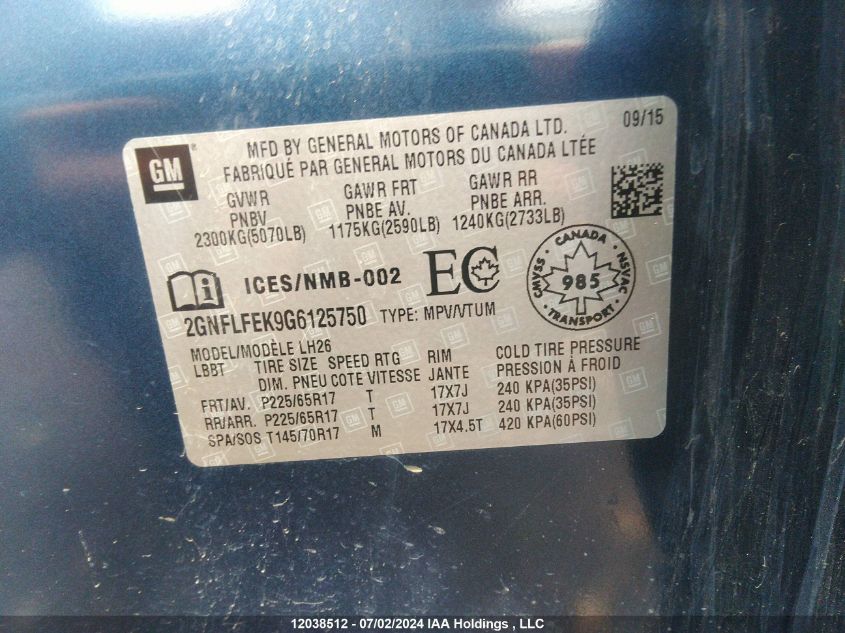 GM
MFD BY GENERAL MOTORS OF CANADA LTD. 09/15
FABRIQUÉ PAR GENERAL MOTORS DU CANADA LTÉE
GVWR GAWR FRT GAWR RR
PNBV PNBE AV. PNBE ARR.
2300KG(5070LB) 1175KG(2590LB) 1240KG(2733LB)
i ICES/NMB-002 EC
CANADA
CMVSS 985 NSVAC
TRANSPORT
2GNFLFEK9G6125750 TYPE: MPV/VTUM
MODEL/MODÈLE LH26
LBBT TIRE SIZE SPEED RTG RIM COLD TIRE PRESSURE
DIM. PNEU COTE VITESSE JANTE PRESSION À FROID
FRT/AV. P225/65R17 T 17X7J 240 KPA(35PSI)
RR/ARR. P225/65R17 T 17X7J 240 KPA(35PSI)
SPA/SOS T145/70R17 M 17X4.5T 420 KPA(60PSI)
12038512 - 07/02/2024 IAA Holdings , LLC